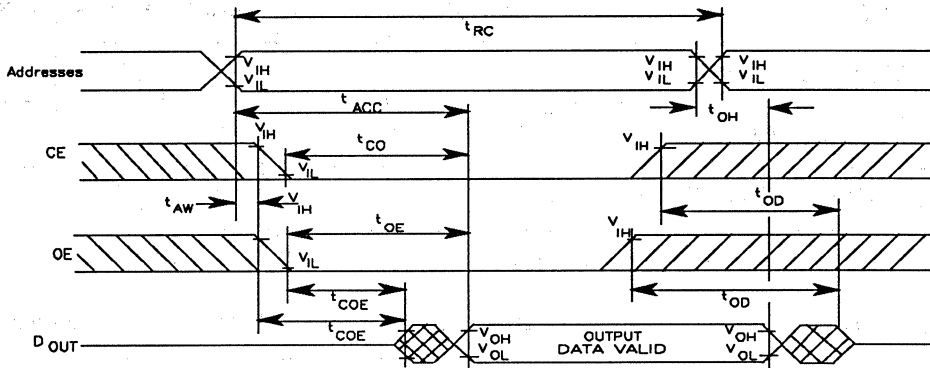 tRC
Addresses
VIH
VIL
VIH
VIL
VIH
VIL
tACC
tOH
CE
VIH
tCO
VIL
VIH
tAW
VIH
tOE
tOD
VIH
OE
VIL
tCOE
tOD
tCOE
DOUT
VOH
VOL
OUTPUT
DATA VALID
VOH
VOL